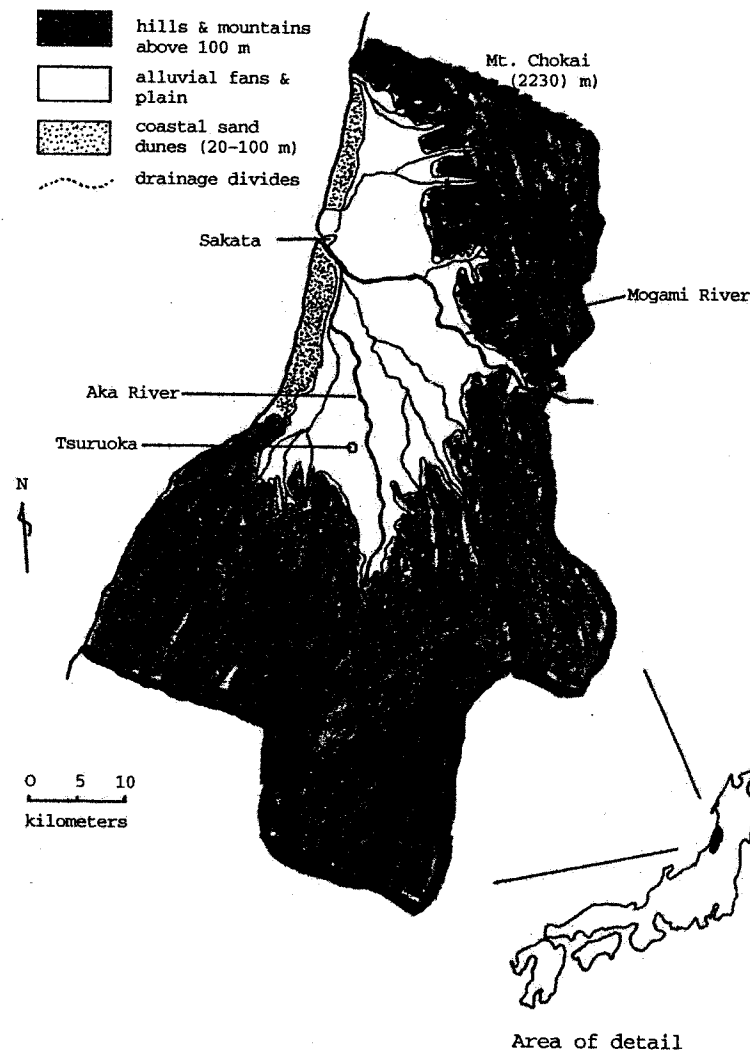 hills & mountains
above 100 m
alluvial fans &
plain
coastal sand
dunes (20-100 m)
drainage divides
Mt. Chokai
(2230) m)
Sakata
Mogami River
Aka River
Tsuruoka
N
0 5 10
kilometers
Area of detail